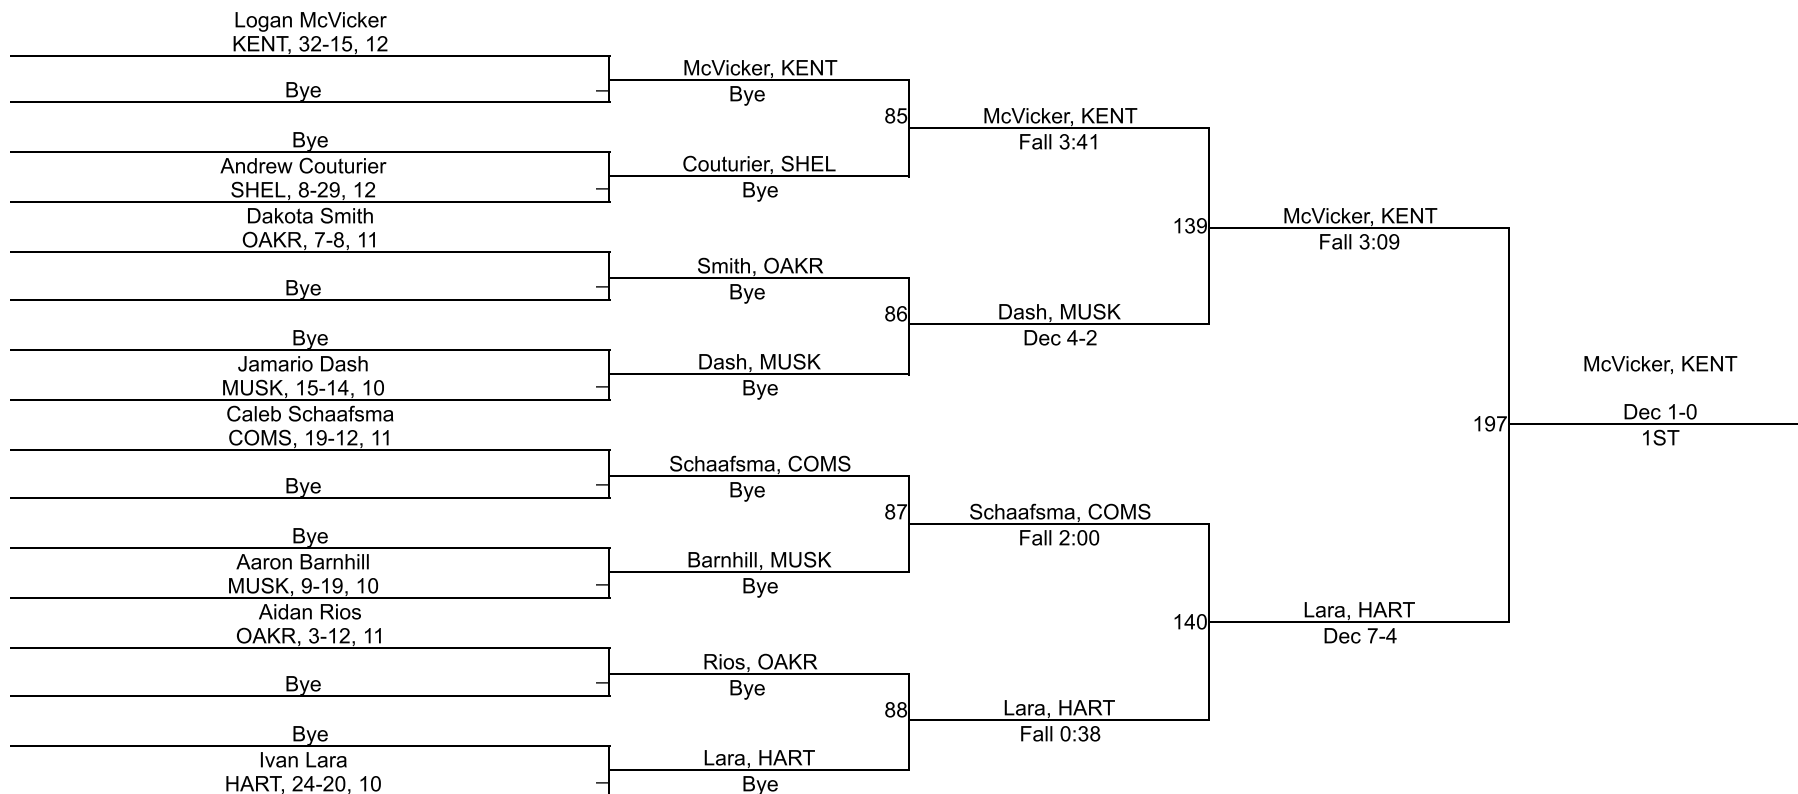 Logan McVicker
KENT, 32-15, 12
Bye
Bye
Andrew Couturier
SHEL, 8-29, 12
Dakota Smith
OAKR, 7-8, 11
Bye
Bye
Jamario Dash
MUSK, 15-14, 10
Caleb Schaafsma
COMS, 19-12, 11
Bye
Bye
Aaron Barnhill
MUSK, 9-19, 10
Aidan Rios
OAKR, 3-12, 11
Bye
Bye
Ivan Lara
HART, 24-20, 10
McVicker, KENT
Bye
85
Couturier, SHEL
Bye
Smith, OAKR
Bye
86
Dash, MUSK
Bye
Schaafsma, COMS
Bye
87
Barnhill, MUSK
Bye
Rios, OAKR
Bye
88
Lara, HART
Bye
McVicker, KENT
Fall 3:41
139
Dash, MUSK
Dec 4-2
Schaafsma, COMS
Fall 2:00
140
Lara, HART
Fall 0:38
McVicker, KENT
Fall 3:09
197
Lara, HART
Dec 7-4
McVicker, KENT
Dec 1-0
1ST